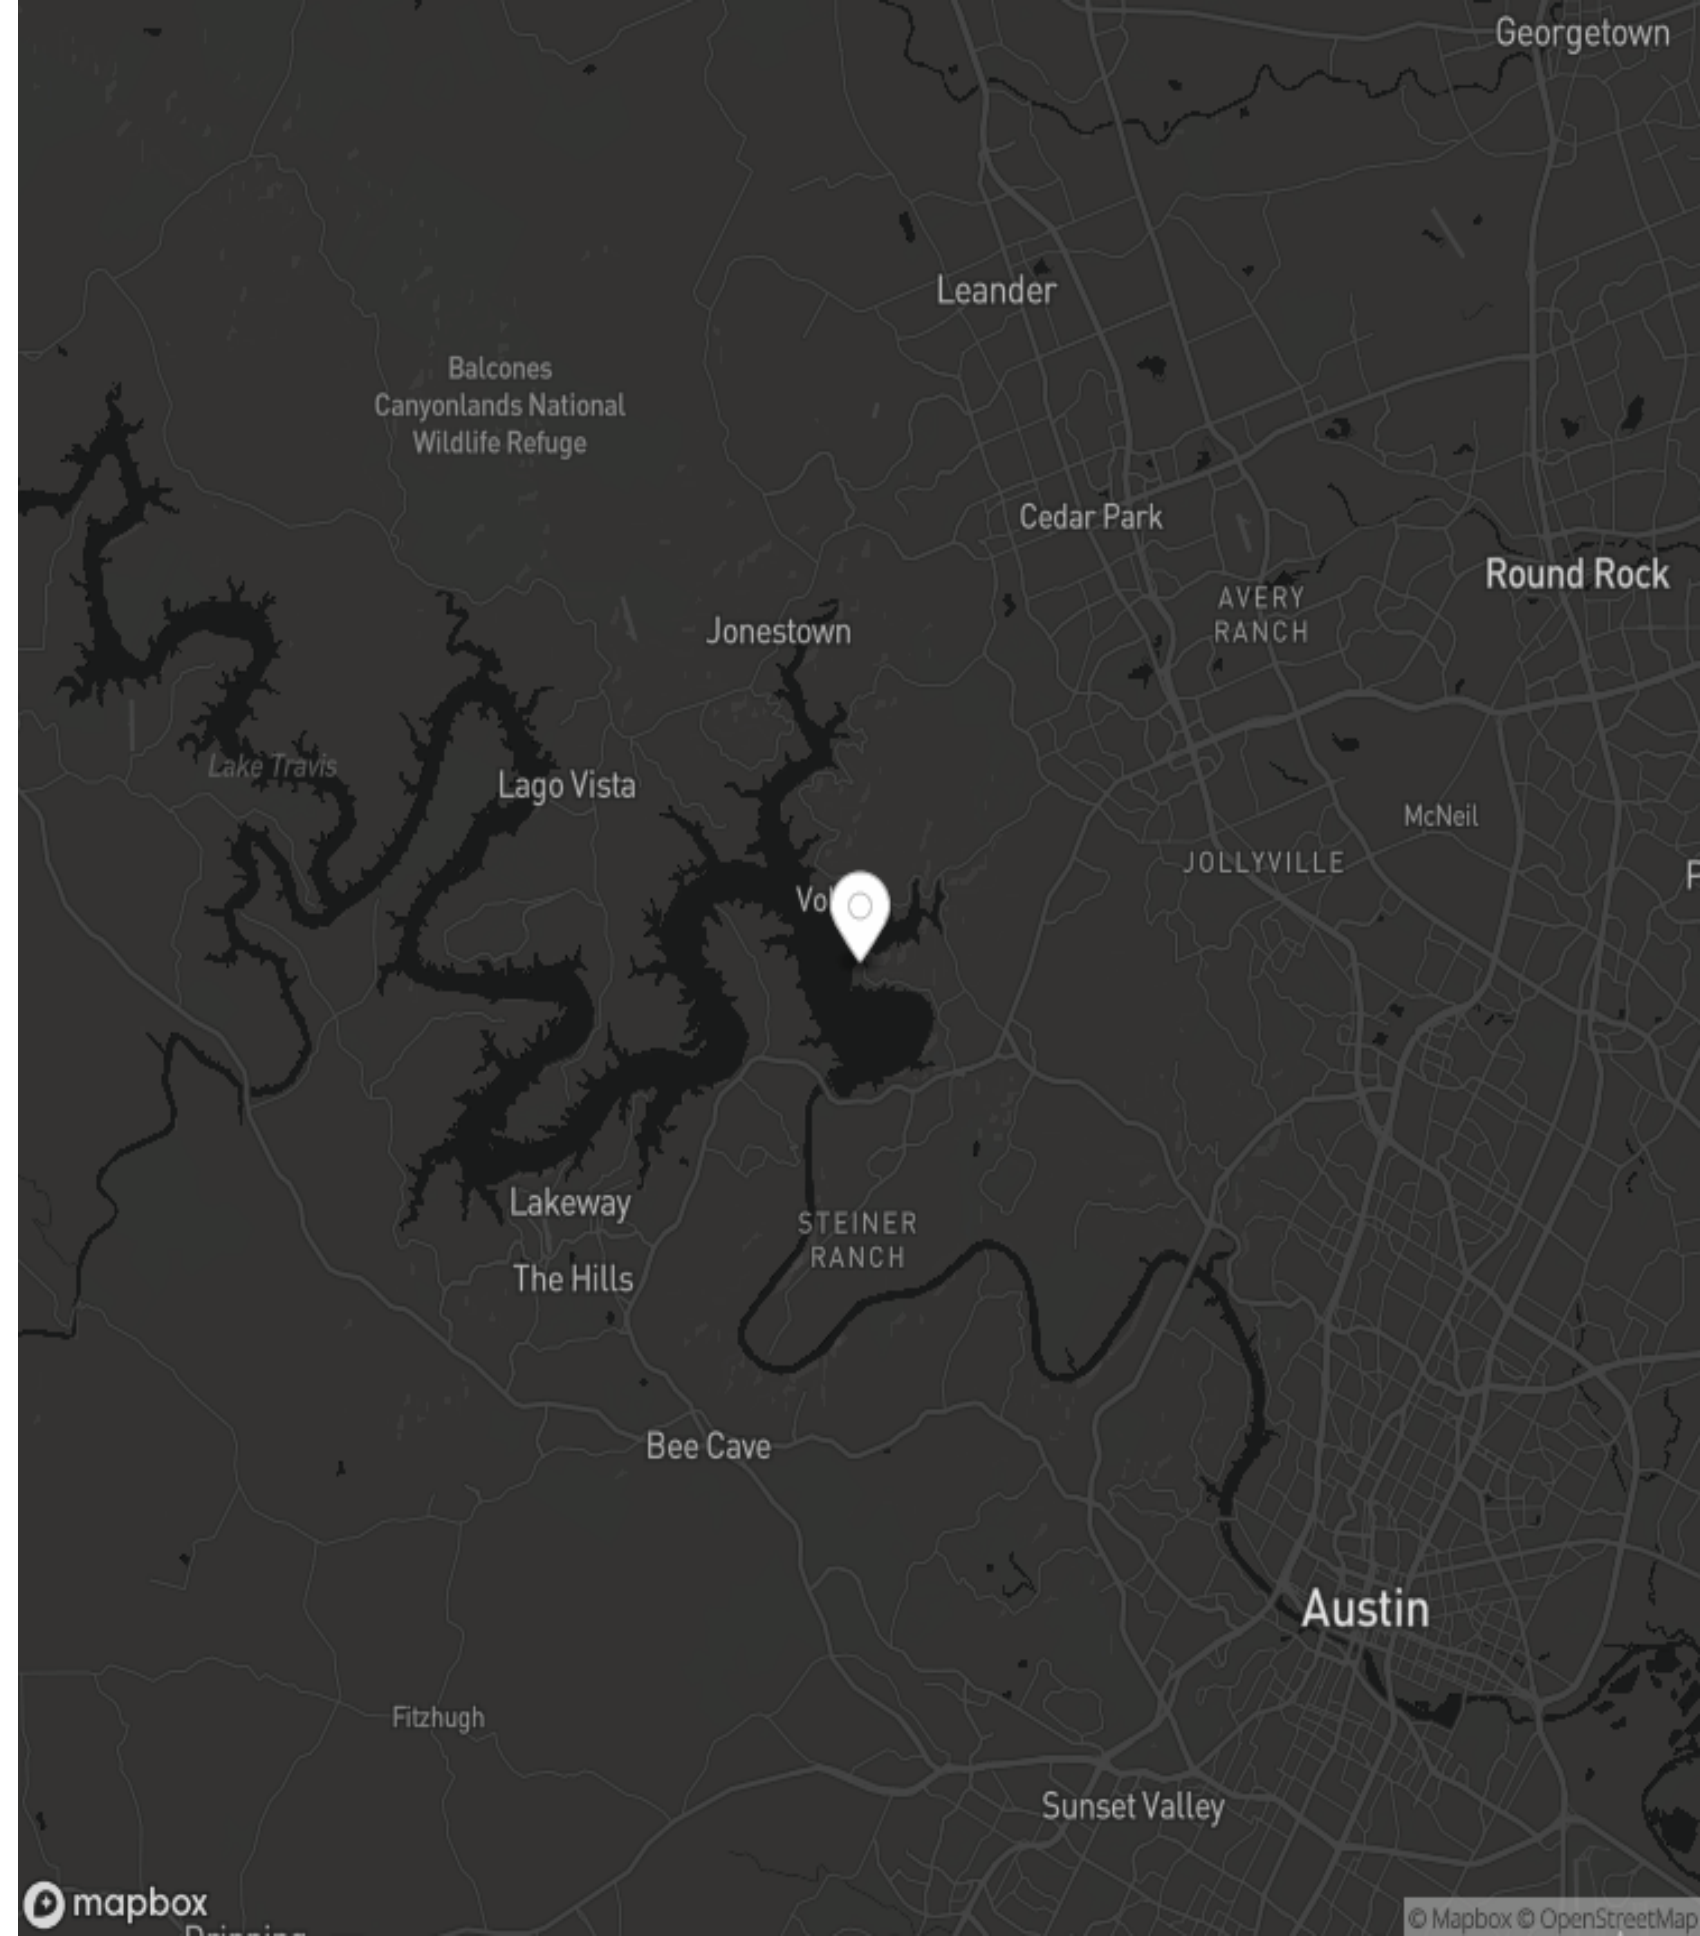 Georgetown
Leander
Balcones
Canyonlands National
Wildlife Refuge
Cedar Park
Round Rock
AVERY
RANCH
Jonestown
Lake Travis
Lago Vista
McNeil
JOLLYVILLE
Vol
P
Lakeway
STEINER
RANCH
The Hills
Bee Cave
Austin
Fitzhugh
Sunset Valley
mapbox
© Mapbox © OpenStreetMap